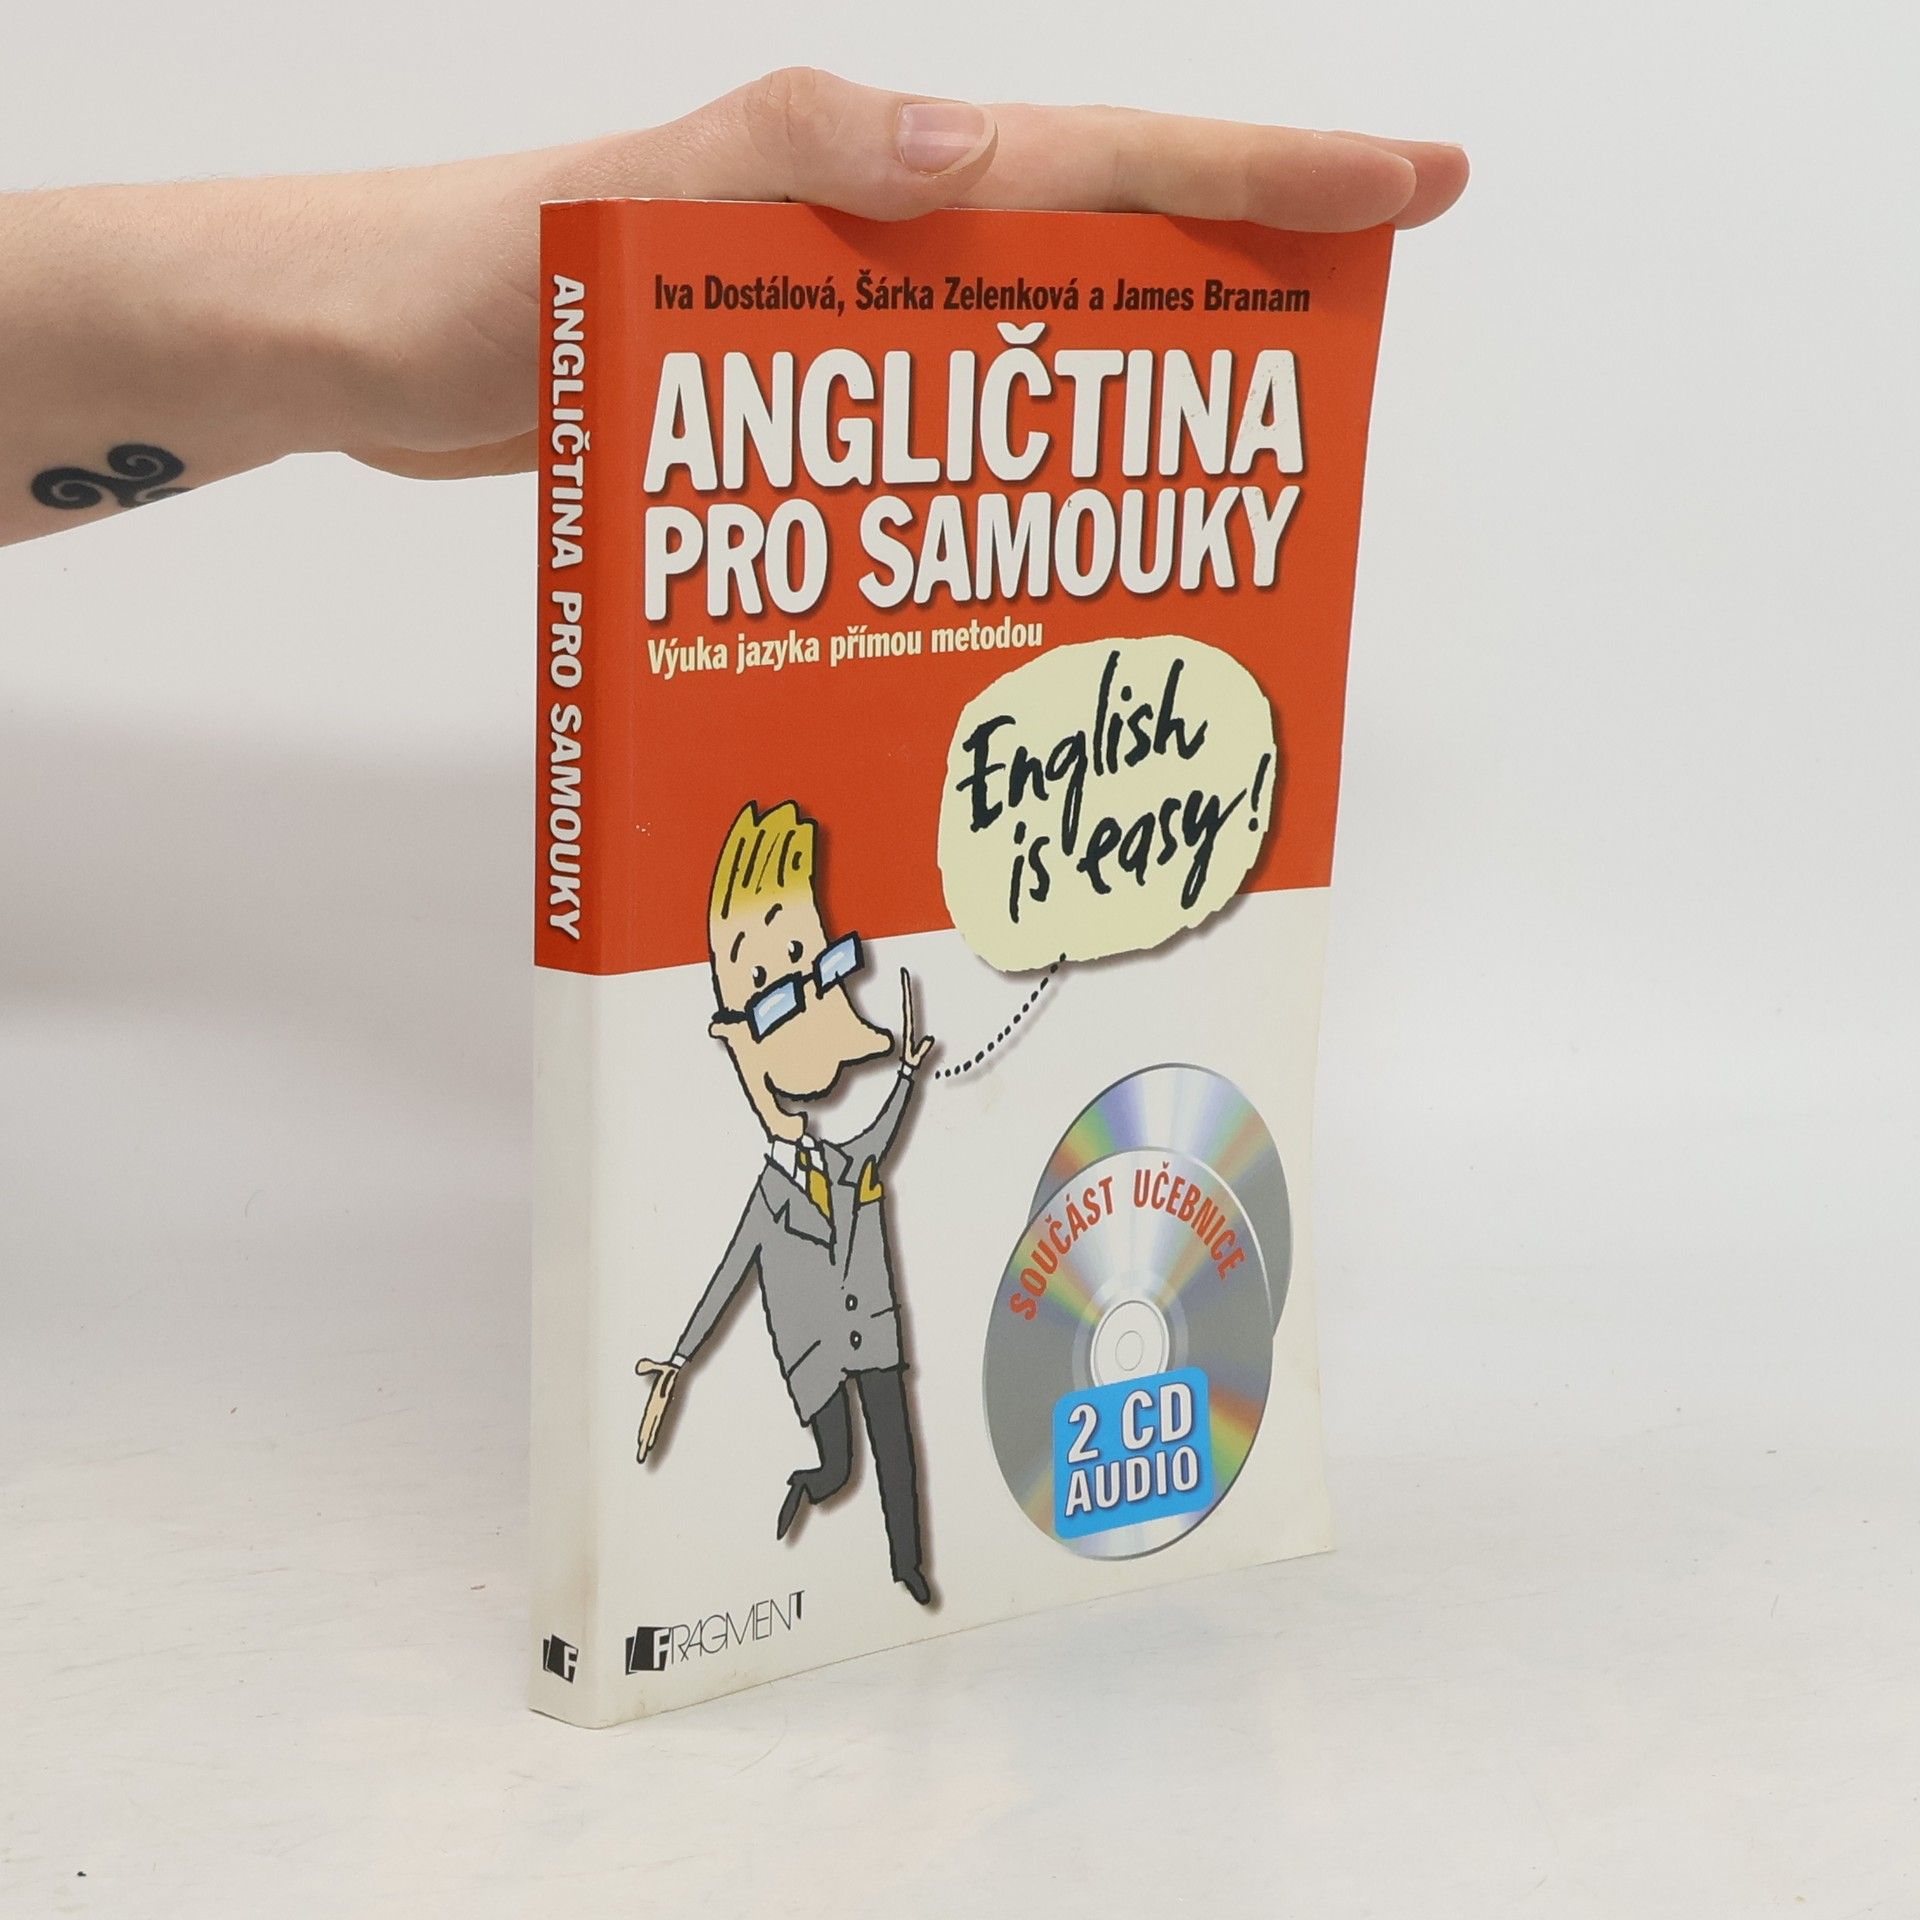 ANGLIČTINA PRO SAMOUKY
Iva Dostálová, Šárka Zelenková a James Branam
ANGLIČTINA
PRO SAMOUKY
Výuka jazyka přímou metodou
English
is easy!
SOUČÁST UČEBNICE
2 CD
AUDIO
F
FRAGMENT